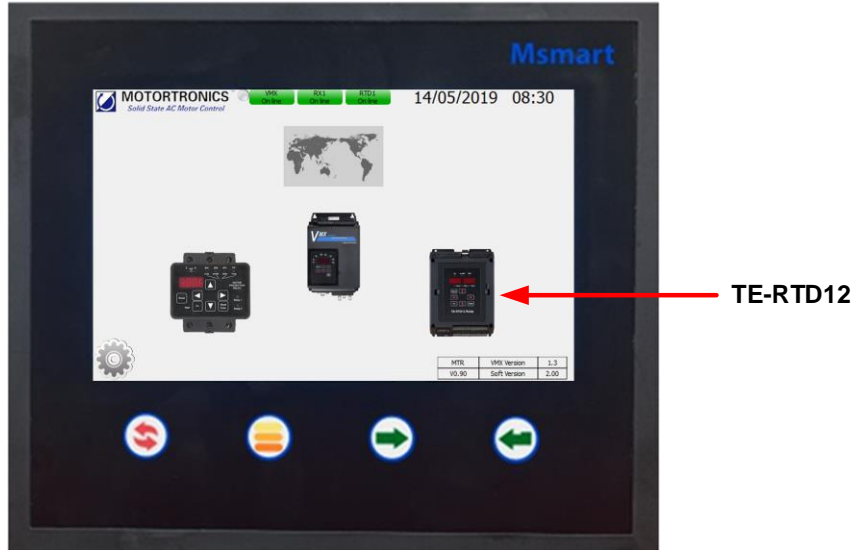 Msmart
MOTORTRONICS
Solid State AC Motor Control
VMX
On line
RX1
On line
RTD1
On line
14/05/2019 08:30
TE-RTD12
MTR VMX Version 1.3
V0.90 Soft Version 2.00